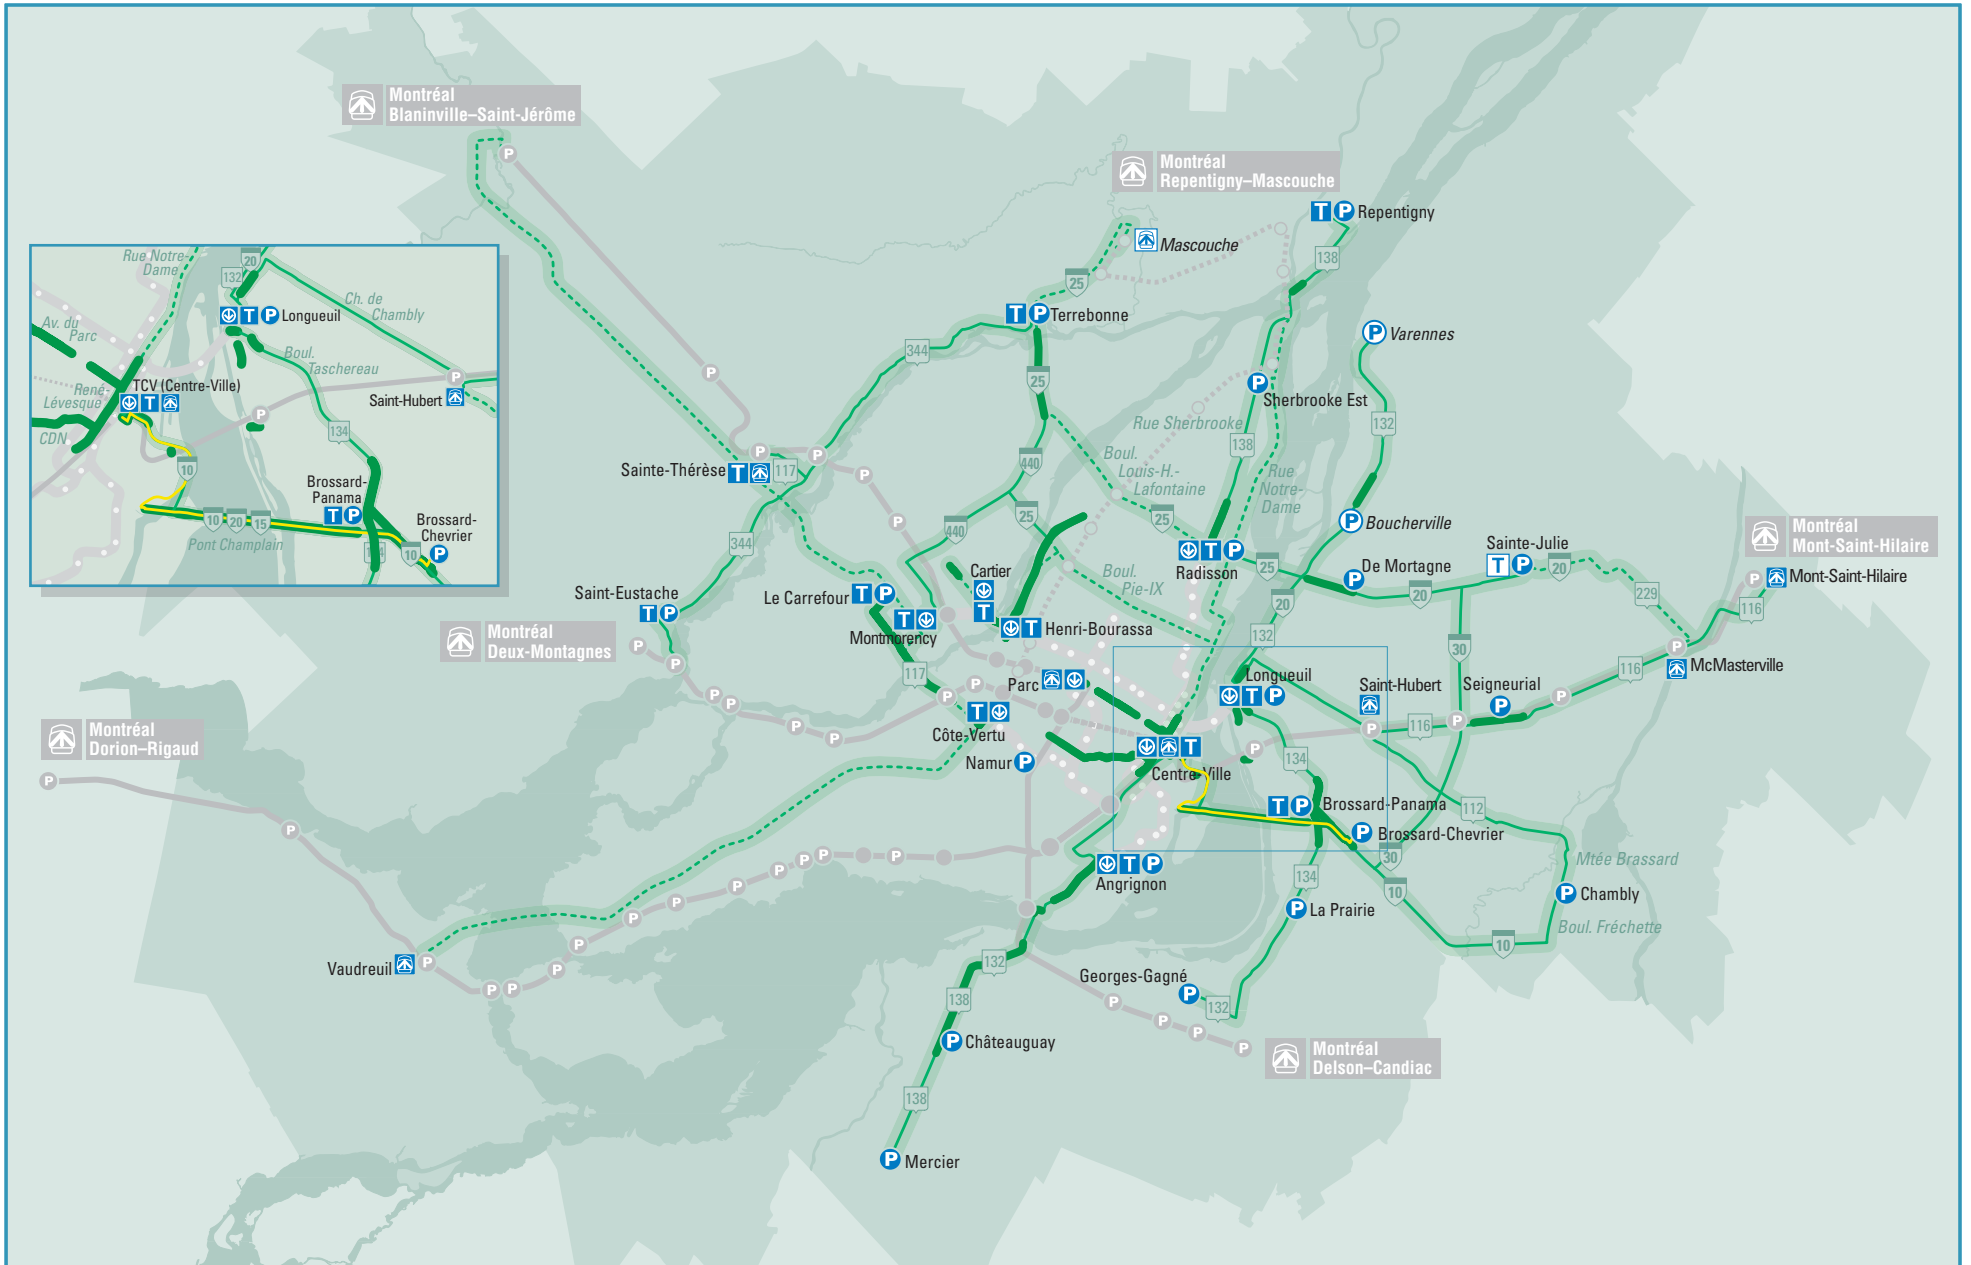 Montréal
Blaninville–Saint-Jérôme
Montréal
Repentigny–Mascouche
T P Repentigny
138
Mascouche
25
T P Terrebonne
P Varennes
344
25
P
Sherbrooke Est
132
Rue Sherbrooke
138
440
Boul.
Louis-H.-
Lafontaine
Rue
Notre-
Dame
Sainte-Thérèse T
117
25
25
440
344
P
Boucherville
Montréal
Mont-Saint-Hilaire
Sainte-Julie
T P
20
T P
Radisson
25
De Mortagne
P
20
20
229
Mont-Saint-Hilaire
116
Cartier
T
Boul.
Pie-IX
Saint-Eustache
T P
Le Carrefour T P
T
Montmorency
T Henri-Bourassa
132
30
Montréal
Deux-Montagnes
117
Parc
Longueuil
T P
Saint-Hubert
Seigneurial
P
116
McMasterville
116
T
Côte-Vertu
Namur P
T
Centre-Ville
134
T P Brossard-Panama
P Brossard-Chevrier
112
30
Mtée Brassard
T P
Angrignon
134
10
P Chambly
P La Prairie
Boul. Fréchette
10
Montréal
Dorion–Rigaud
Vaudreuil
132
138
Georges-Gagné
P
132
P Châteauguay
Montréal
Delson–Candiac
138
P Mercier
Rue Notre-
Dame
20
132
Ch. de
Chambly
T P Longueuil
Av. du
Parc
Boul.
Taschereau
René-
Lévesque
TCV (Centre-Ville)
T
Saint-Hubert
CDN
134
10
Brossard-
Panama
T P
Brossard-
Chevrier
P
10
20
15
Pont Champlain
10